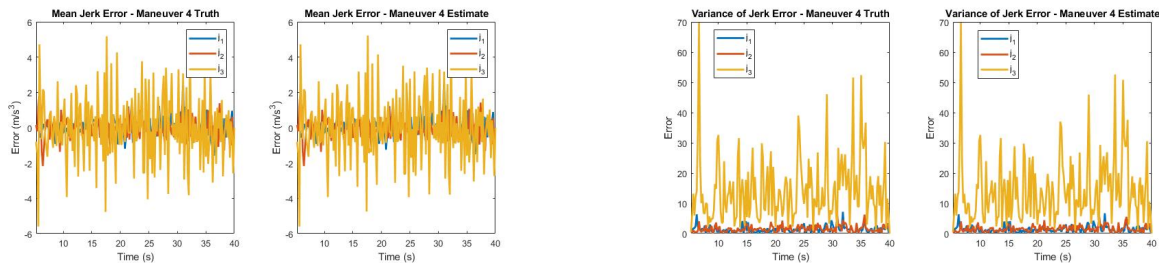 Mean Jerk Error - Maneuver 4 Truth
Error (m/s³)
6
4
2
0
-2
-4
-6
j₁
j₂
j₃
10 15 20 25 30 35 40
Time (s)
Mean Jerk Error - Maneuver 4 Estimate
Error (m/s³)
6
4
2
0
-2
-4
-6
j₁
j₂
j₃
10 15 20 25 30 35 40
Time (s)
Variance of Jerk Error - Maneuver 4 Truth
Error
70
60
50
40
30
20
10
0
j₁
j₂
j₃
10 15 20 25 30 35 40
Time (s)
Variance of Jerk Error - Maneuver 4 Estimate
Error
70
60
50
40
30
20
10
0
j₁
j₂
j₃
10 15 20 25 30 35 40
Time (s)